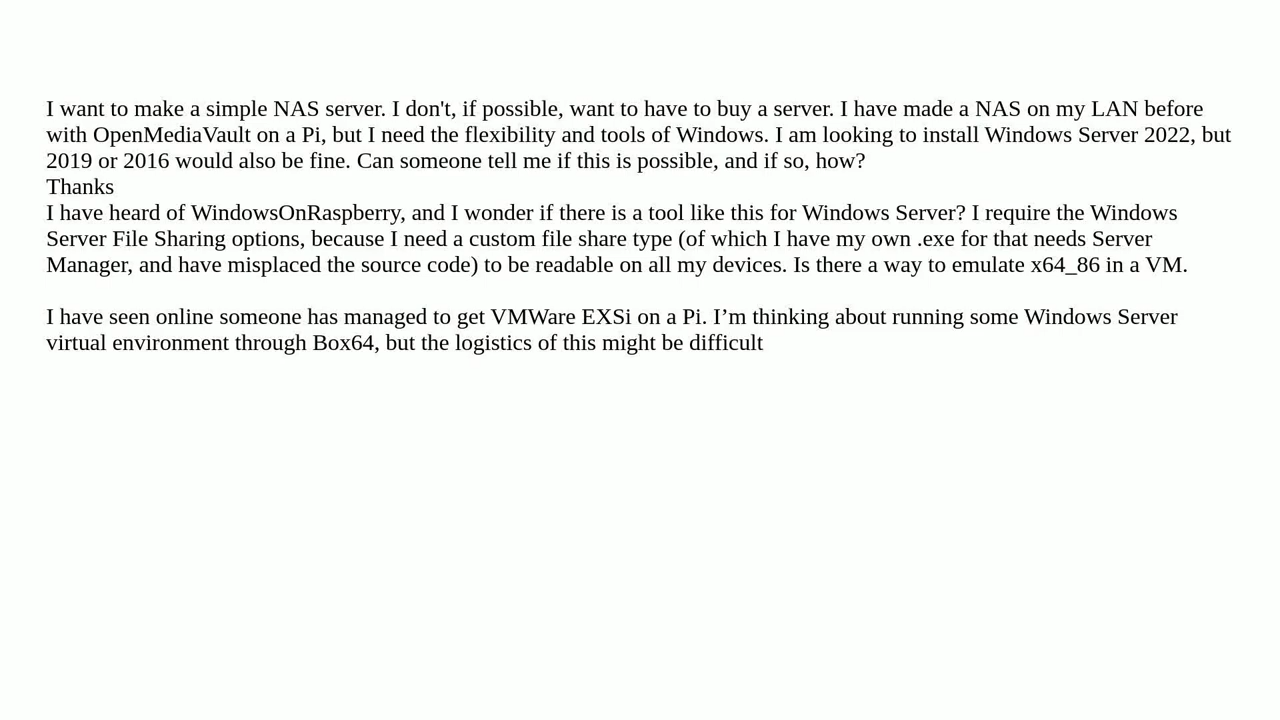 I want to make a simple NAS server. I don't, if possible, want to have to buy a server. I have made a NAS on my LAN before
with OpenMediaVault on a Pi, but I need the flexibility and tools of Windows. I am looking to install Windows Server 2022, but
2019 or 2016 would also be fine. Can someone tell me if this is possible, and if so, how?
Thanks
I have heard of WindowsOnRaspberry, and I wonder if there is a tool like this for Windows Server? I require the Windows
Server File Sharing options, because I need a custom file share type (of which I have my own .exe for that needs Server
Manager, and have misplaced the source code) to be readable on all my devices. Is there a way to emulate x64_86 in a VM.
I have seen online someone has managed to get VMWare EXSi on a Pi. I’m thinking about running some Windows Server
virtual environment through Box64, but the logistics of this might be difficult